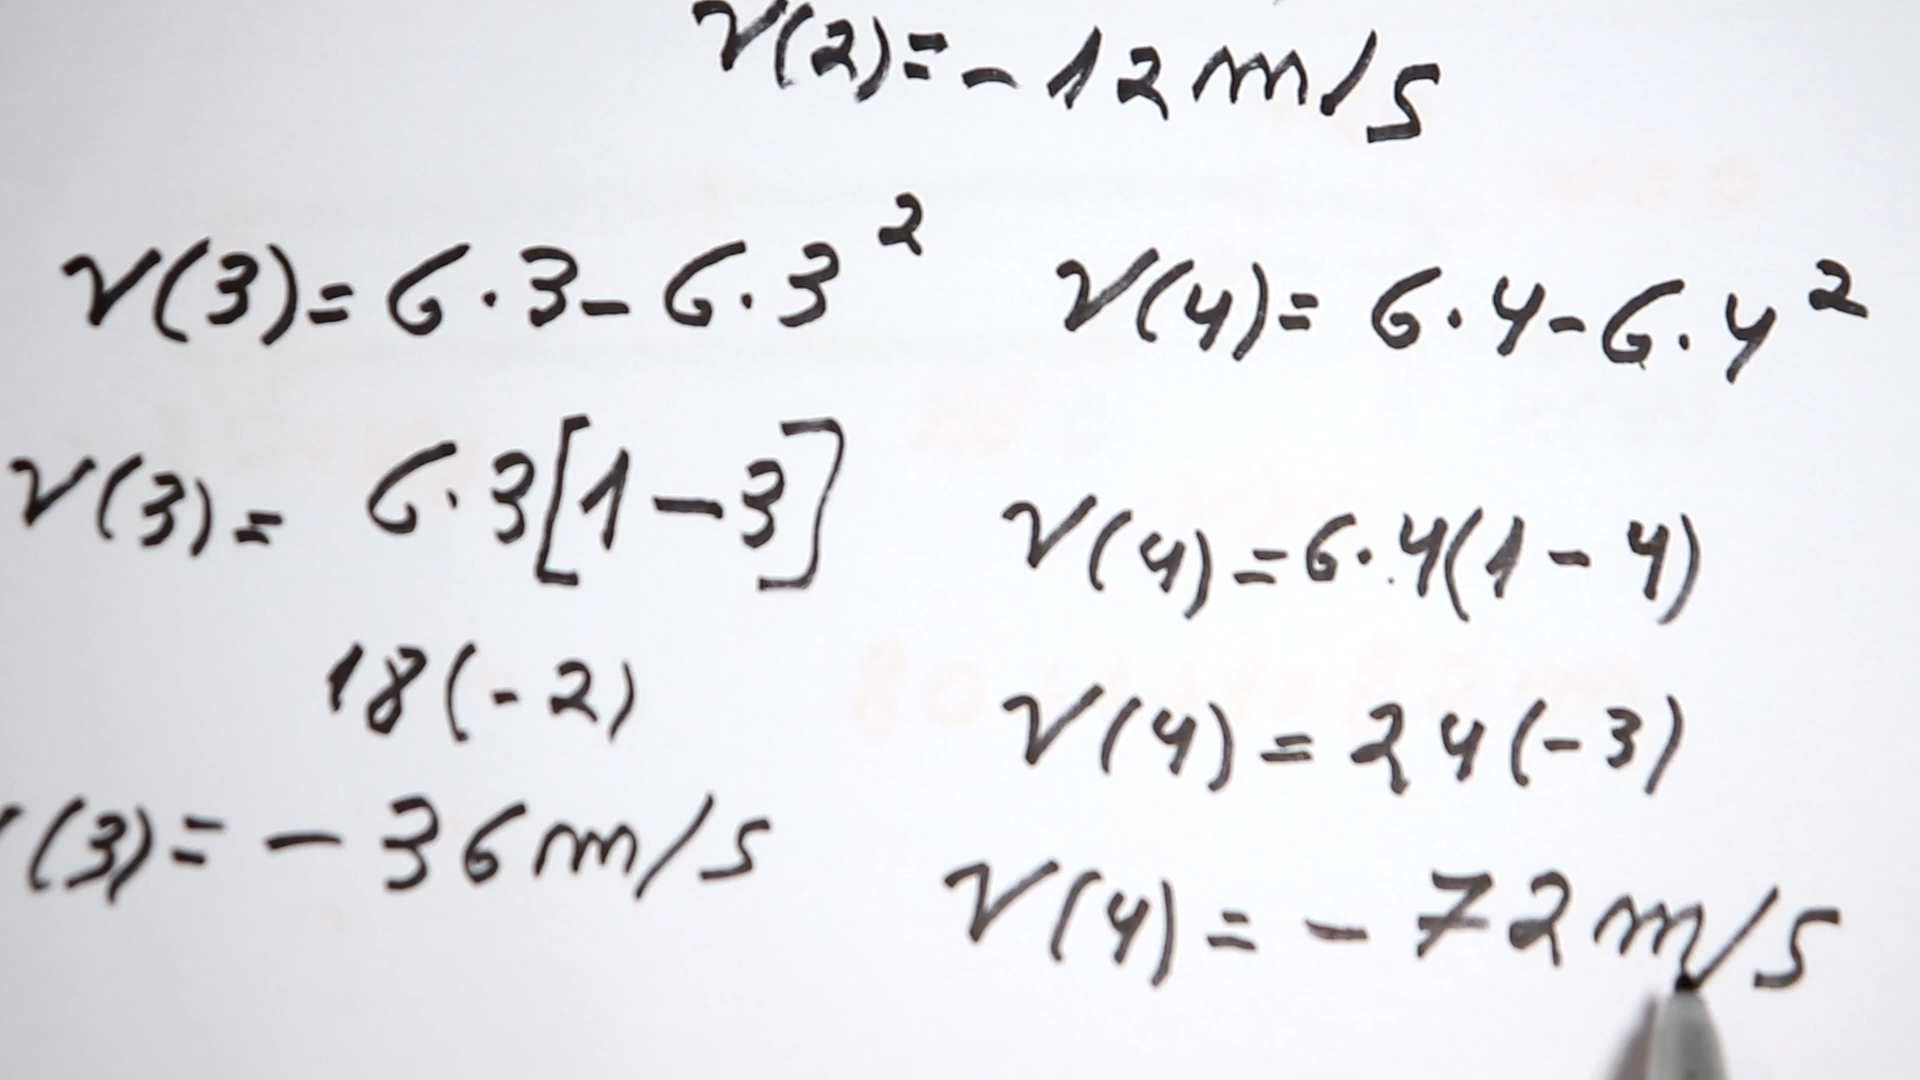 v(2)=-12m/s
v(3)=6·3-6·3²
v(3)= 6·3[1-3]
18(-2)
(3)=-36m/s
v(4)=6·4-6·4²
v(4)=6·4(1-4)
v(4)=24(-3)
v(4)=-72m/s